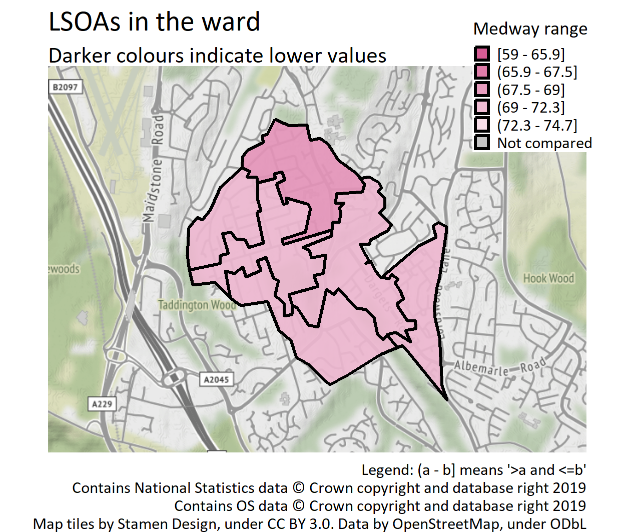 LSOAs in the ward
Darker colours indicate lower values
Medway range
[59 - 65.9]
(65.9 - 67.5]
(67.5 - 69]
(69 - 72.3]
(72.3 - 74.7]
Not compared
B2097
Maidstone Road
ewoods
Taddington Wood
Hook Wood
Lane
Albemarle Road
A2045
A229
Legend: (a - b] means '>a and <=b'
Contains National Statistics data © Crown copyright and database right 2019
Contains OS data © Crown copyright and database right 2019
Map tiles by Stamen Design, under CC BY 3.0. Data by OpenStreetMap, under ODbL